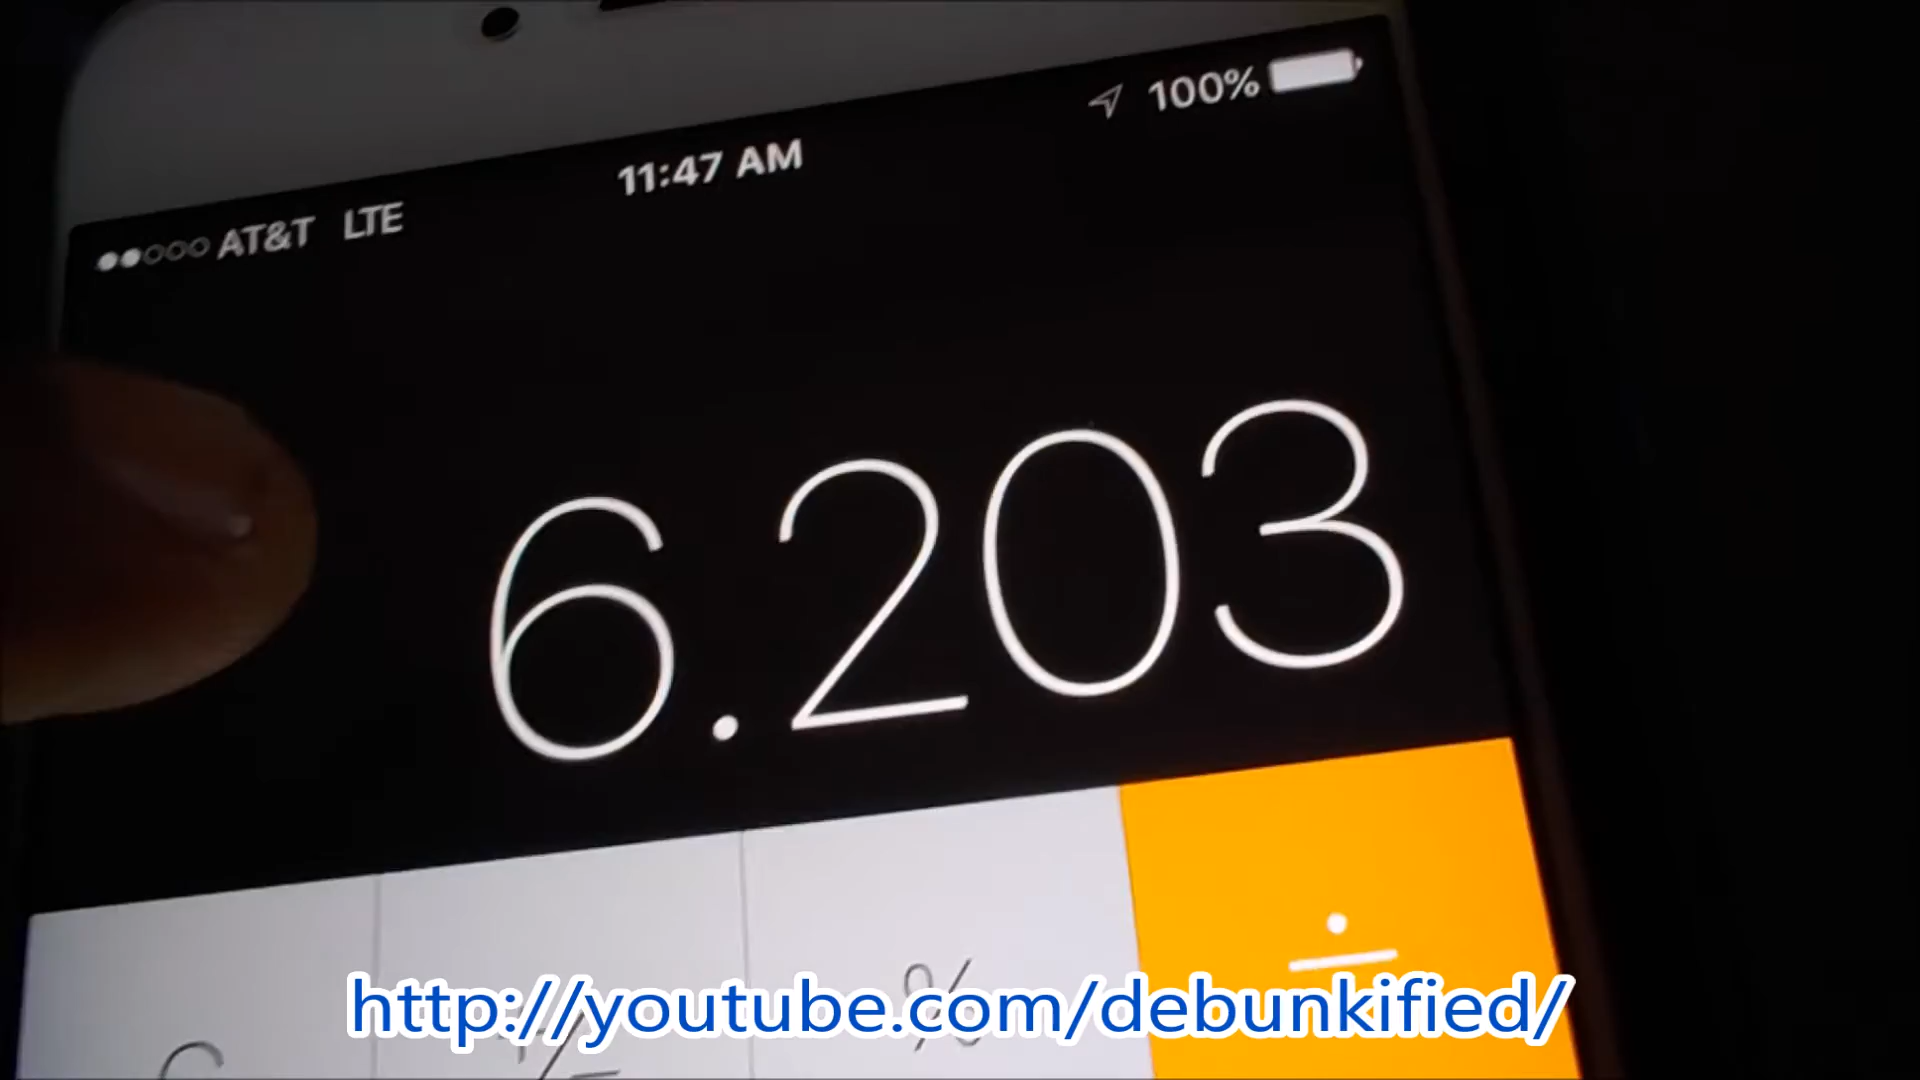 100%
11:47 AM
AT&T LTE
6.203
÷
%
+/−
C
http://youtube.com/debunkified/